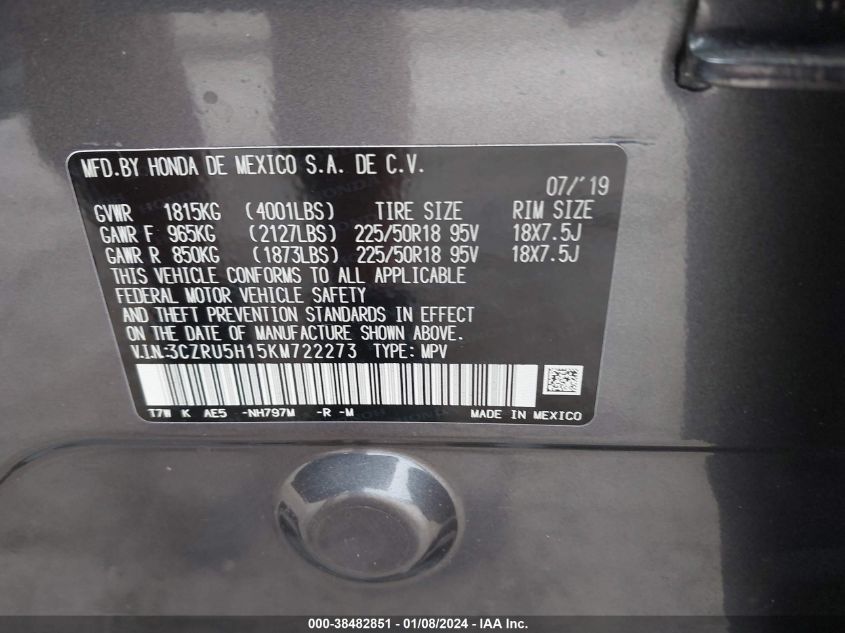 MFD.BY HONDA DE MEXICO S.A. DE C.V.
07/'19
GVWR 1815KG (4001LBS) TIRE SIZE RIM SIZE
GAWR F 965KG (2127LBS) 225/50R18 95V 18X7.5J
GAWR R 850KG (1873LBS) 225/50R18 95V 18X7.5J
THIS VEHICLE CONFORMS TO ALL APPLICABLE
FEDERAL MOTOR VEHICLE SAFETY
AND THEFT PREVENTION STANDARDS IN EFFECT
ON THE DATE OF MANUFACTURE SHOWN ABOVE.
V.I.N:3CZRU5H15KM722273 TYPE: MPV
T7W K AE5 -NH797M -R -M MADE IN MEXICO
000-38482851 - 01/08/2024 - IAA Inc.